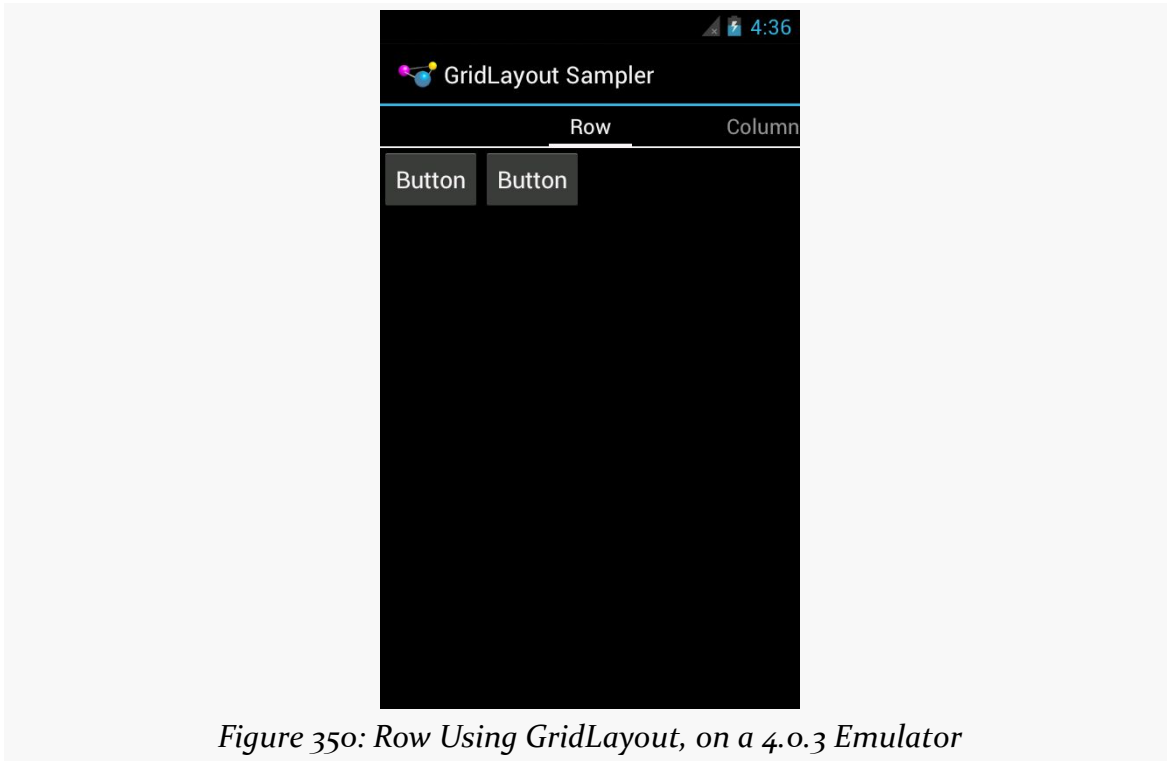 4:36
GridLayout Sampler
Row Column
Button Button
Figure 350: Row Using GridLayout, on a 4.0.3 Emulator